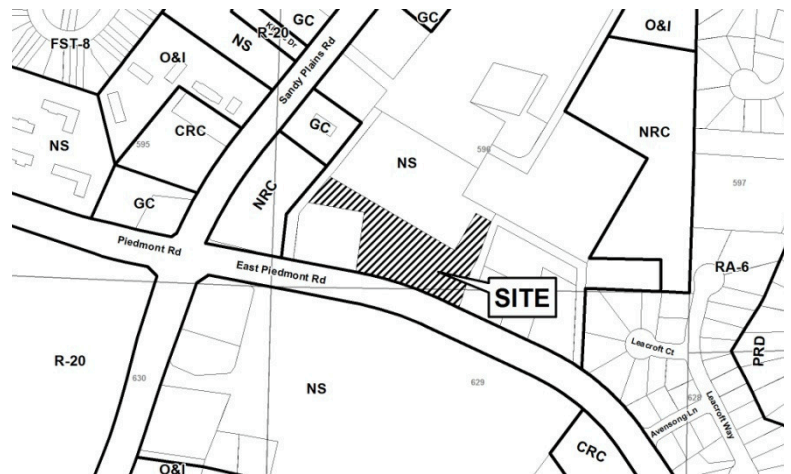 GC
GC
O&I
FST-8
NS
R-20
O&I
Sandy Plains Rd
595
CRC
GC
NRC
596
NS
NS
597
NRC
GC
Piedmont Rd
East Piedmont Rd
RA-6
SITE
Leacroft Ct
PRD
R-20
630
NS
629
628
Leacroft Way
Avensong Ln
CRC
O&I